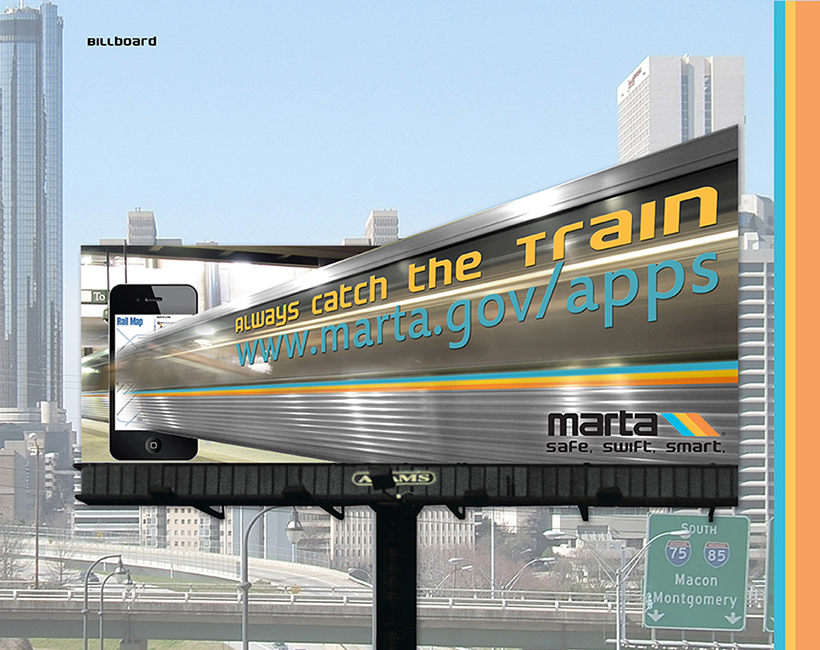 BILLboard
To
Rail Map
ALways catch the Train
www.marta.gov/apps
marta
safe. swift. smart.
ADAMS
SOUTH
75 85
Macon
Montgomery